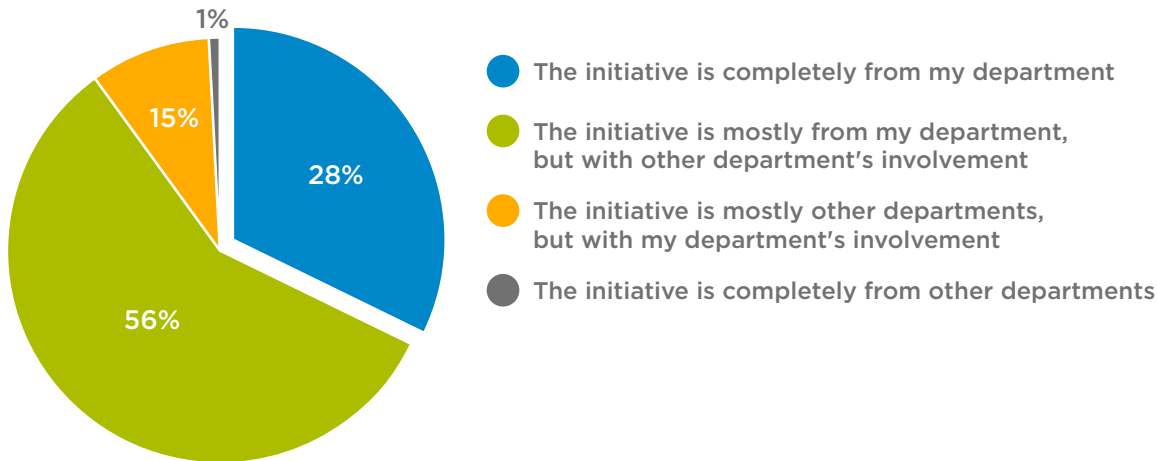 1%
15%
28%
56%
The initiative is completely from my department
The initiative is mostly from my department,
but with other department's involvement
The initiative is mostly other departments,
but with my department's involvement
The initiative is completely from other departments